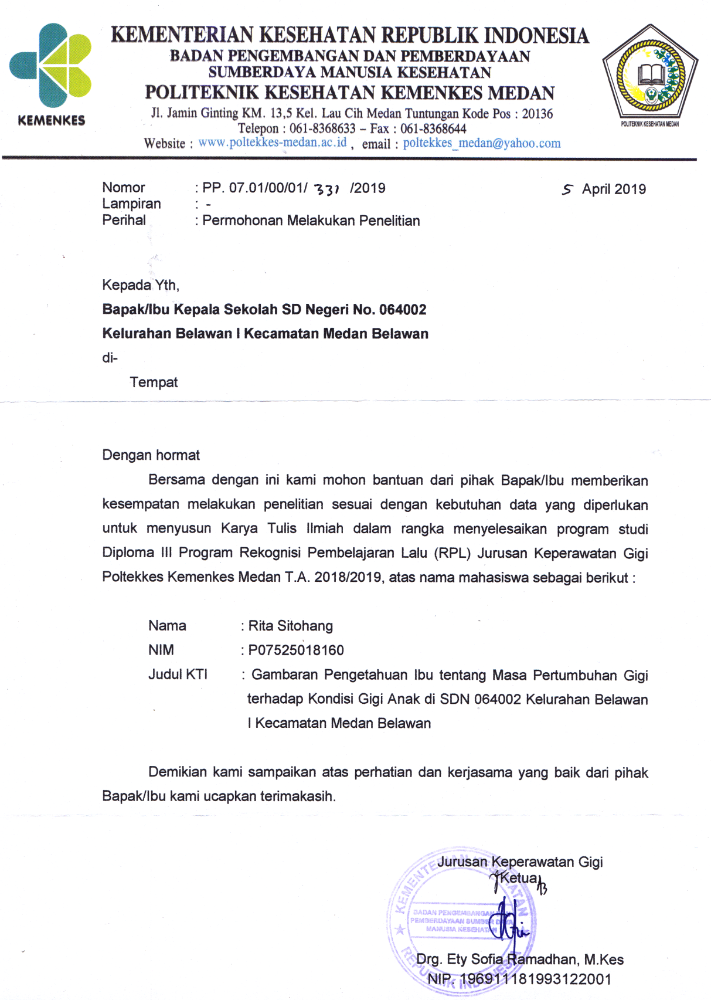 KEMENTERIAN KESEHATAN REPUBLIK INDONESIA
BADAN PENGEMBANGAN DAN PEMBERDAYAAN
SUMBERDAYA MANUSIA KESEHATAN
POLITEKNIK KESEHATAN KEMENKES MEDAN
Jl. Jamin Ginting KM. 13,5 Kel. Lau Cih Medan Tuntungan Kode Pos : 20136
Telepon : 061-8368633 – Fax : 061-8368644
Website : www.poltekkes-medan.ac.id , email : poltekkes_medan@yahoo.com
KEMENKES
POLITEKNIK KESEHATAN MEDAN
Nomor : PP. 07.01/00/01/ 331 /2019 5 April 2019
Lampiran : -
Perihal : Permohonan Melakukan Penelitian
Kepada Yth,
Bapak/Ibu Kepala Sekolah SD Negeri No. 064002
Kelurahan Belawan I Kecamatan Medan Belawan
di-
Tempat
Dengan hormat
Bersama dengan ini kami mohon bantuan dari pihak Bapak/Ibu memberikan
kesempatan melakukan penelitian sesuai dengan kebutuhan data yang diperlukan
untuk menyusun Karya Tulis Ilmiah dalam rangka menyelesaikan program studi
Diploma III Program Rekognisi Pembelajaran Lalu (RPL) Jurusan Keperawatan Gigi
Poltekkes Kemenkes Medan T.A. 2018/2019, atas nama mahasiswa sebagai berikut :
Nama : Rita Sitohang
NIM : P07525018160
Judul KTI : Gambaran Pengetahuan Ibu tentang Masa Pertumbuhan Gigi
terhadap Kondisi Gigi Anak di SDN 064002 Kelurahan Belawan
I Kecamatan Medan Belawan
Demikian kami sampaikan atas perhatian dan kerjasama yang baik dari pihak
Bapak/Ibu kami ucapkan terimakasih.
Jurusan Keperawatan Gigi
Ketua
KEMENTERIAN KESEHATAN
BADAN PENGEMBANGAN DAN
PEMBERDAYAAN SUMBER DAYA
MANUSIA KESEHATAN
REPUBLIK INDONESIA
Drg. Ety Sofia Ramadhan, M.Kes
NIP. 196911181993122001